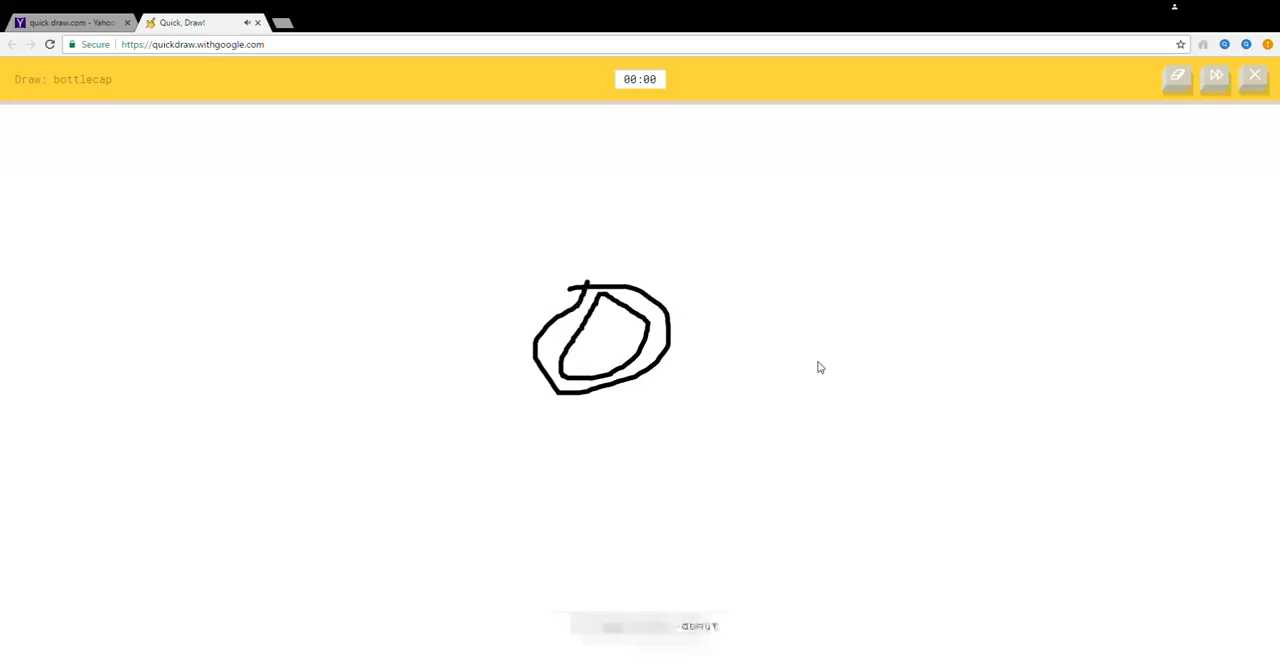 quick draw.com - Yahoo
Quick, Draw!
Secure
https://quickdraw.withgoogle.com
Draw: bottlecap
00:00